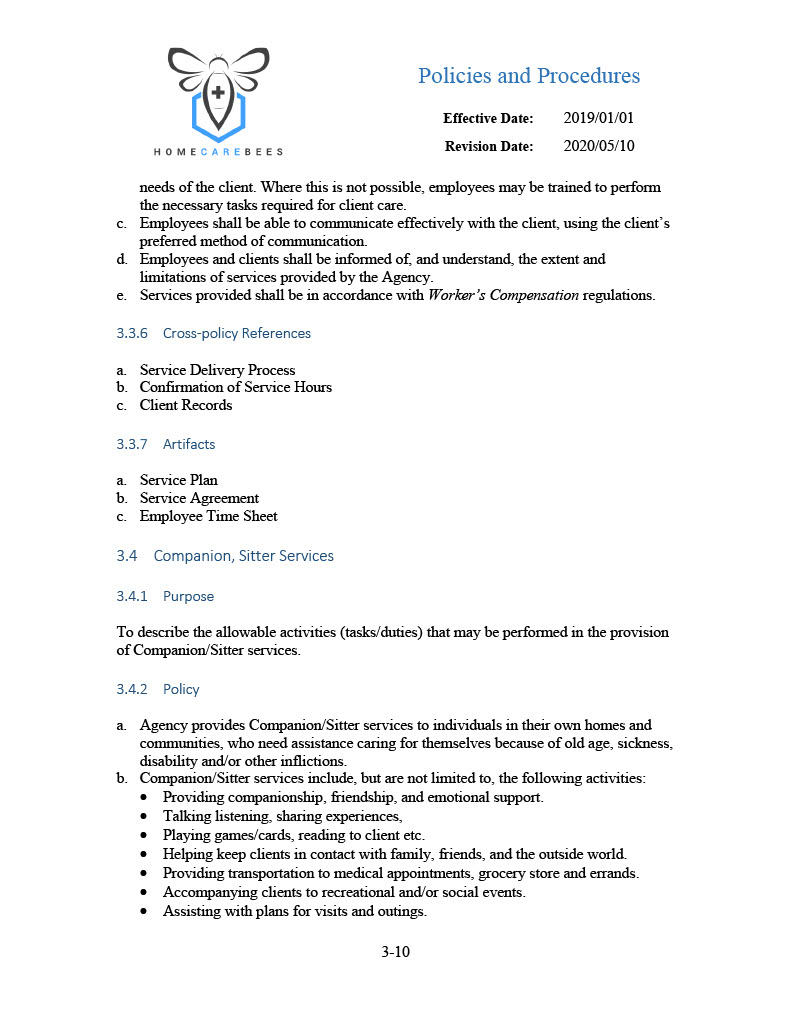 HOMECAREBEES
Policies and Procedures
Effective Date: 2019/01/01
Revision Date: 2020/05/10
needs of the client. Where this is not possible, employees may be trained to perform
the necessary tasks required for client care.
c. Employees shall be able to communicate effectively with the client, using the client's
preferred method of communication.
d. Employees and clients shall be informed of, and understand, the extent and
limitations of services provided by the Agency.
e. Services provided shall be in accordance with Worker's Compensation regulations.
3.3.6 Cross-policy References
a. Service Delivery Process
b. Confirmation of Service Hours
c. Client Records
3.3.7 Artifacts
a. Service Plan
b. Service Agreement
c. Employee Time Sheet
3.4 Companion, Sitter Services
3.4.1 Purpose
To describe the allowable activities (tasks/duties) that may be performed in the provision
of Companion/Sitter services.
3.4.2 Policy
a. Agency provides Companion/Sitter services to individuals in their own homes and
communities, who need assistance caring for themselves because of old age, sickness,
disability and/or other inflictions.
b. Companion/Sitter services include, but are not limited to, the following activities:
• Providing companionship, friendship, and emotional support.
• Talking listening, sharing experiences,
• Playing games/cards, reading to client etc.
• Helping keep clients in contact with family, friends, and the outside world.
• Providing transportation to medical appointments, grocery store and errands.
• Accompanying clients to recreational and/or social events.
• Assisting with plans for visits and outings.
3-10